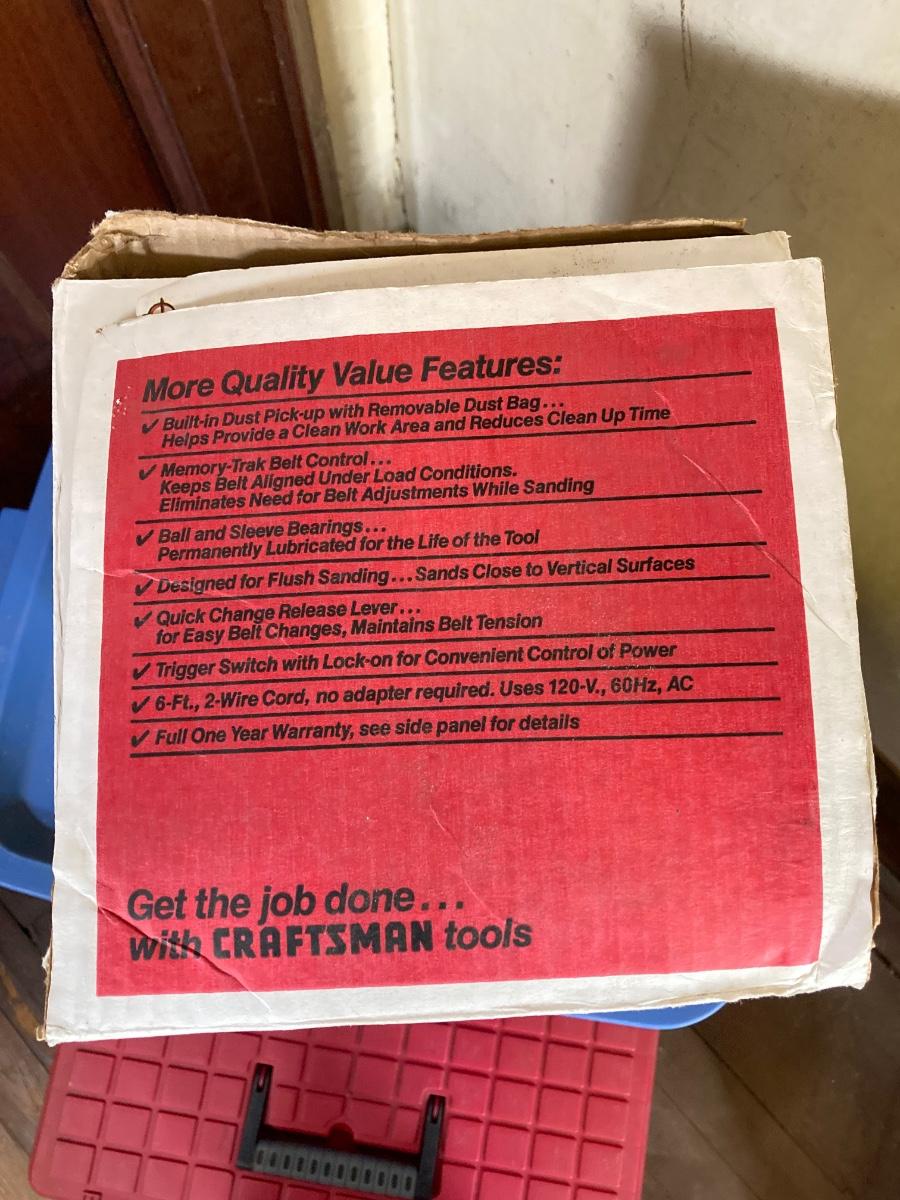 More Quality Value Features:
✓ Built-in Dust Pick-up with Removable Dust Bag...
Helps Provide a Clean Work Area and Reduces Clean Up Time
✓ Memory-Trak Belt Control...
Keeps Belt Aligned Under Load Conditions.
Eliminates Need for Belt Adjustments While Sanding
✓ Ball and Sleeve Bearings...
Permanently Lubricated for the Life of the Tool
✓ Designed for Flush Sanding...Sands Close to Vertical Surfaces
✓ Quick Change Release Lever...
for Easy Belt Changes, Maintains Belt Tension
✓ Trigger Switch with Lock-on for Convenient Control of Power
✓ 6-Ft., 2-Wire Cord, no adapter required. Uses 120-V., 60Hz, AC
✓ Full One Year Warranty, see side panel for details
Get the job done...
with CRAFTSMAN tools